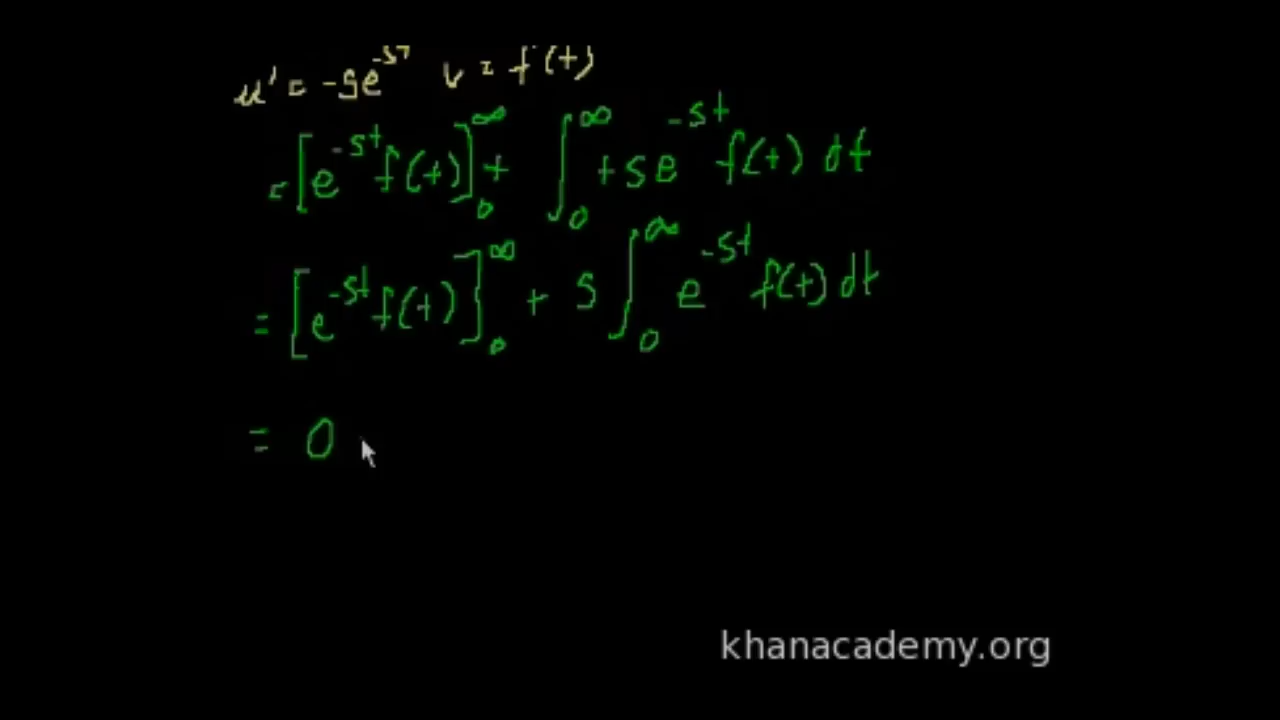 u' = -se^{-st} v = f(t)
= [e^{-st} f(t)]_0^∞ + ∫_0^∞ +se^{-st} f(t) dt
= [e^{-st} f(t)]_0^∞ + s ∫_0^∞ e^{-st} f(t) dt
= 0
khanacademy.org